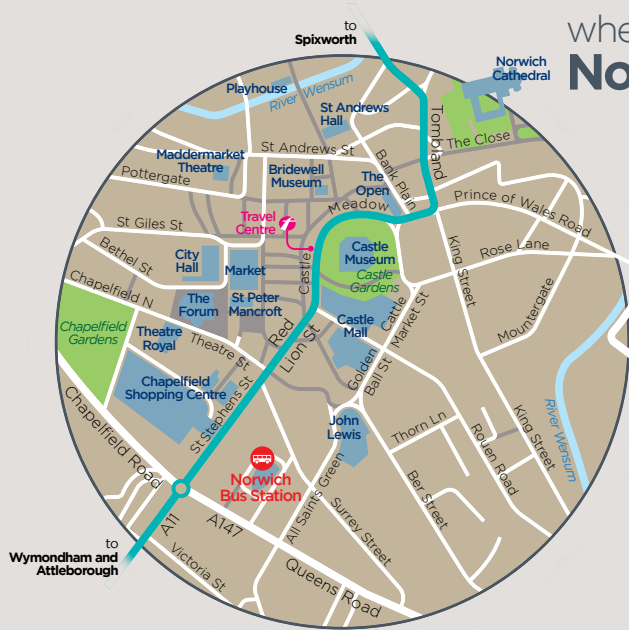 whe
No
to
Spixworth
Norwich
Cathedral
Playhouse
River Wensum
St Andrews
Hall
Tombland
The Close
St Andrews St
Bank Plain
Maddermarket
Theatre
Bridewell
Museum
The
Open
Pottergate
Meadow
Prince of Wales Road
Travel
Centre
St Giles St
Castle
Castle
Museum
Castle
Gardens
King Street
Rose Lane
Bethel St
City
Hall
Market
Chapelfield N
The
Forum
St Peter
Mancroft
Cattle
Market St
Mountergate
Chapelfield
Gardens
Theatre
Royal
Theatre St
Red
Lion St
Castle
Mall
Golden
Ball St
Chapelfield
Shopping Centre
St Stephens St
Chapelfield Road
John
Lewis
Thorn Ln
Rouen Road
King Street
River Wensum
Norwich
Bus Station
All Saints Green
Surrey Street
Ber Street
A11
A147
to
Wymondham and
Attleborough
Victoria St
Queens Road